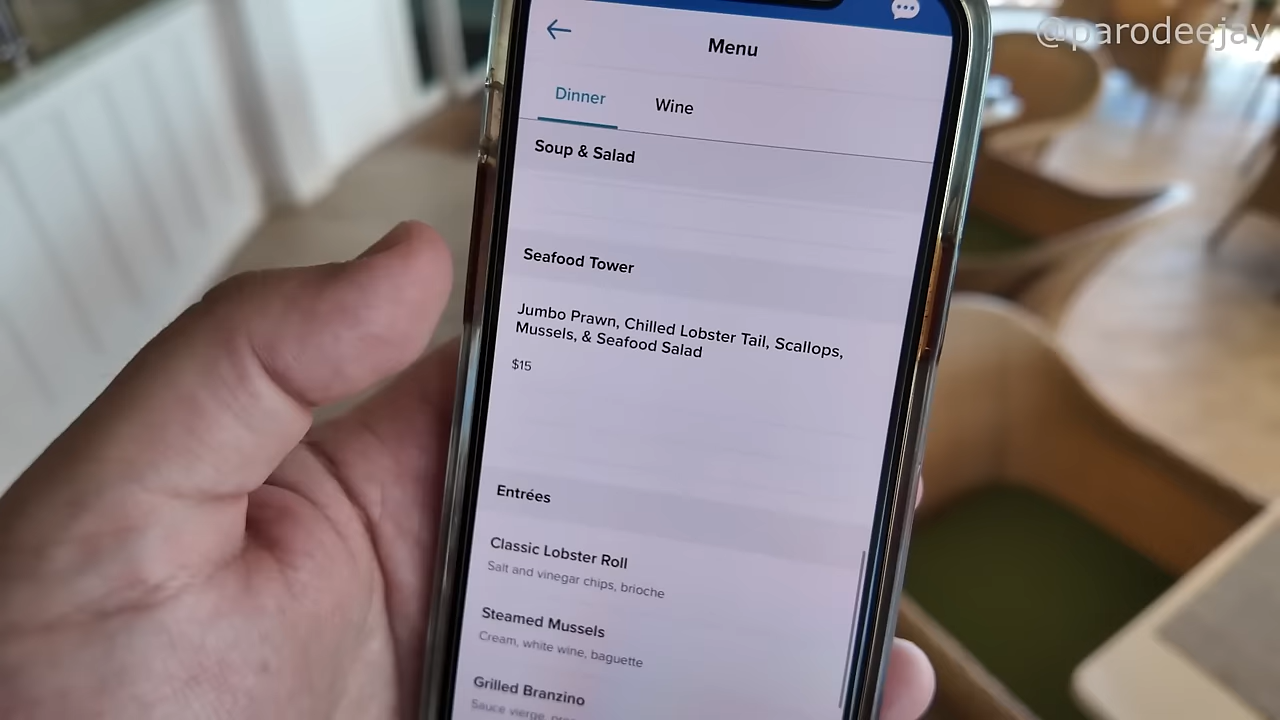 @parodeejay
Menu
Dinner
Wine
Soup & Salad
Seafood Tower
Jumbo Prawn, Chilled Lobster Tail, Scallops,
Mussels, & Seafood Salad
$15
Entrées
Classic Lobster Roll
Salt and vinegar chips, brioche
Steamed Mussels
Cream, white wine, baguette
Grilled Branzino
Sauce vierge,